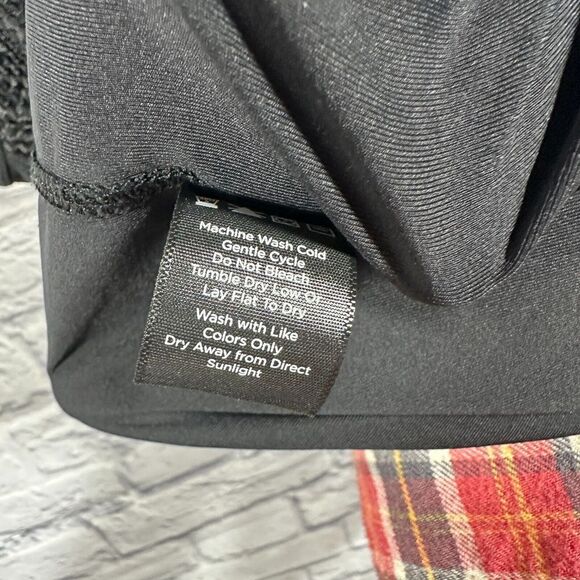 Machine Wash Cold
Gentle Cycle
Do Not Bleach
Tumble Dry Low Or
Lay Flat To Dry
Wash with Like
Colors Only
Dry Away from Direct
Sunlight